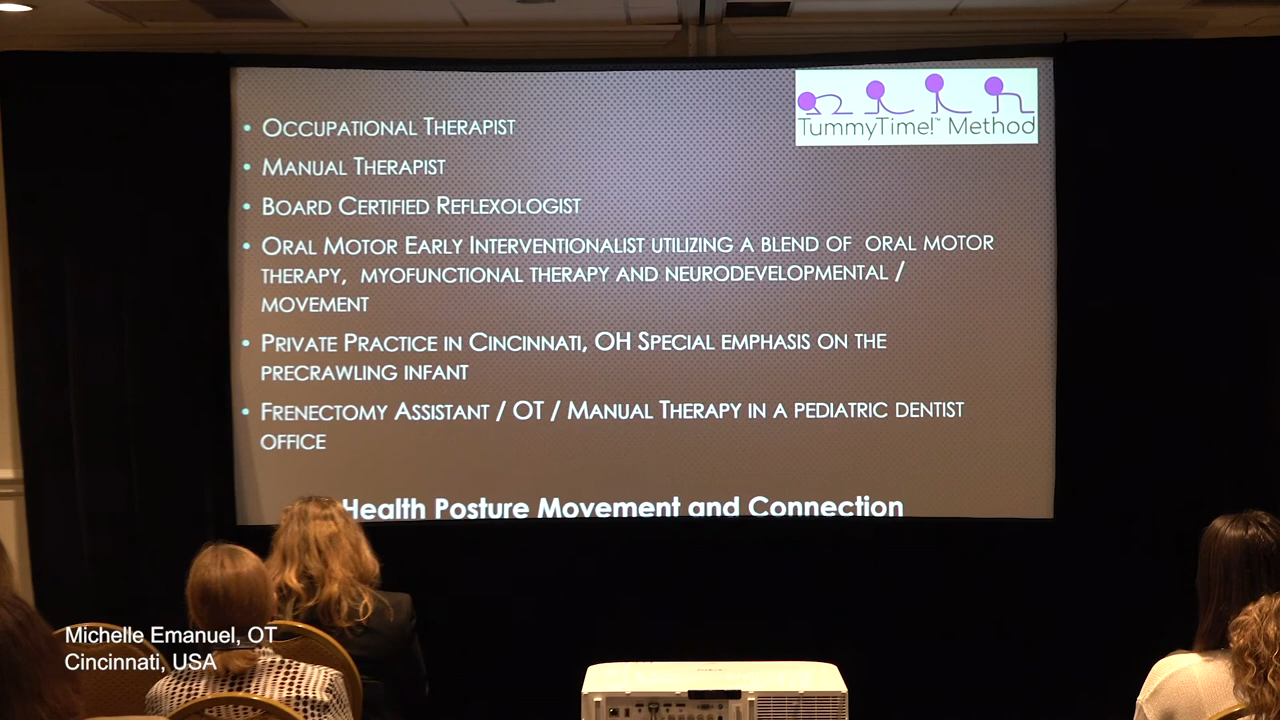 TummyTime!™ Method
• Occupational Therapist
• Manual Therapist
• Board Certified Reflexologist
• Oral Motor Early Interventionalist utilizing a blend of oral motor
therapy, myofunctional therapy and neurodevelopmental /
movement
• Private Practice in Cincinnati, OH Special emphasis on the
precrawling infant
• Frenectomy Assistant / OT / Manual Therapy in a pediatric dentist
office
Health Posture Movement and Connection
Michelle Emanuel, OT
Cincinnati, USA